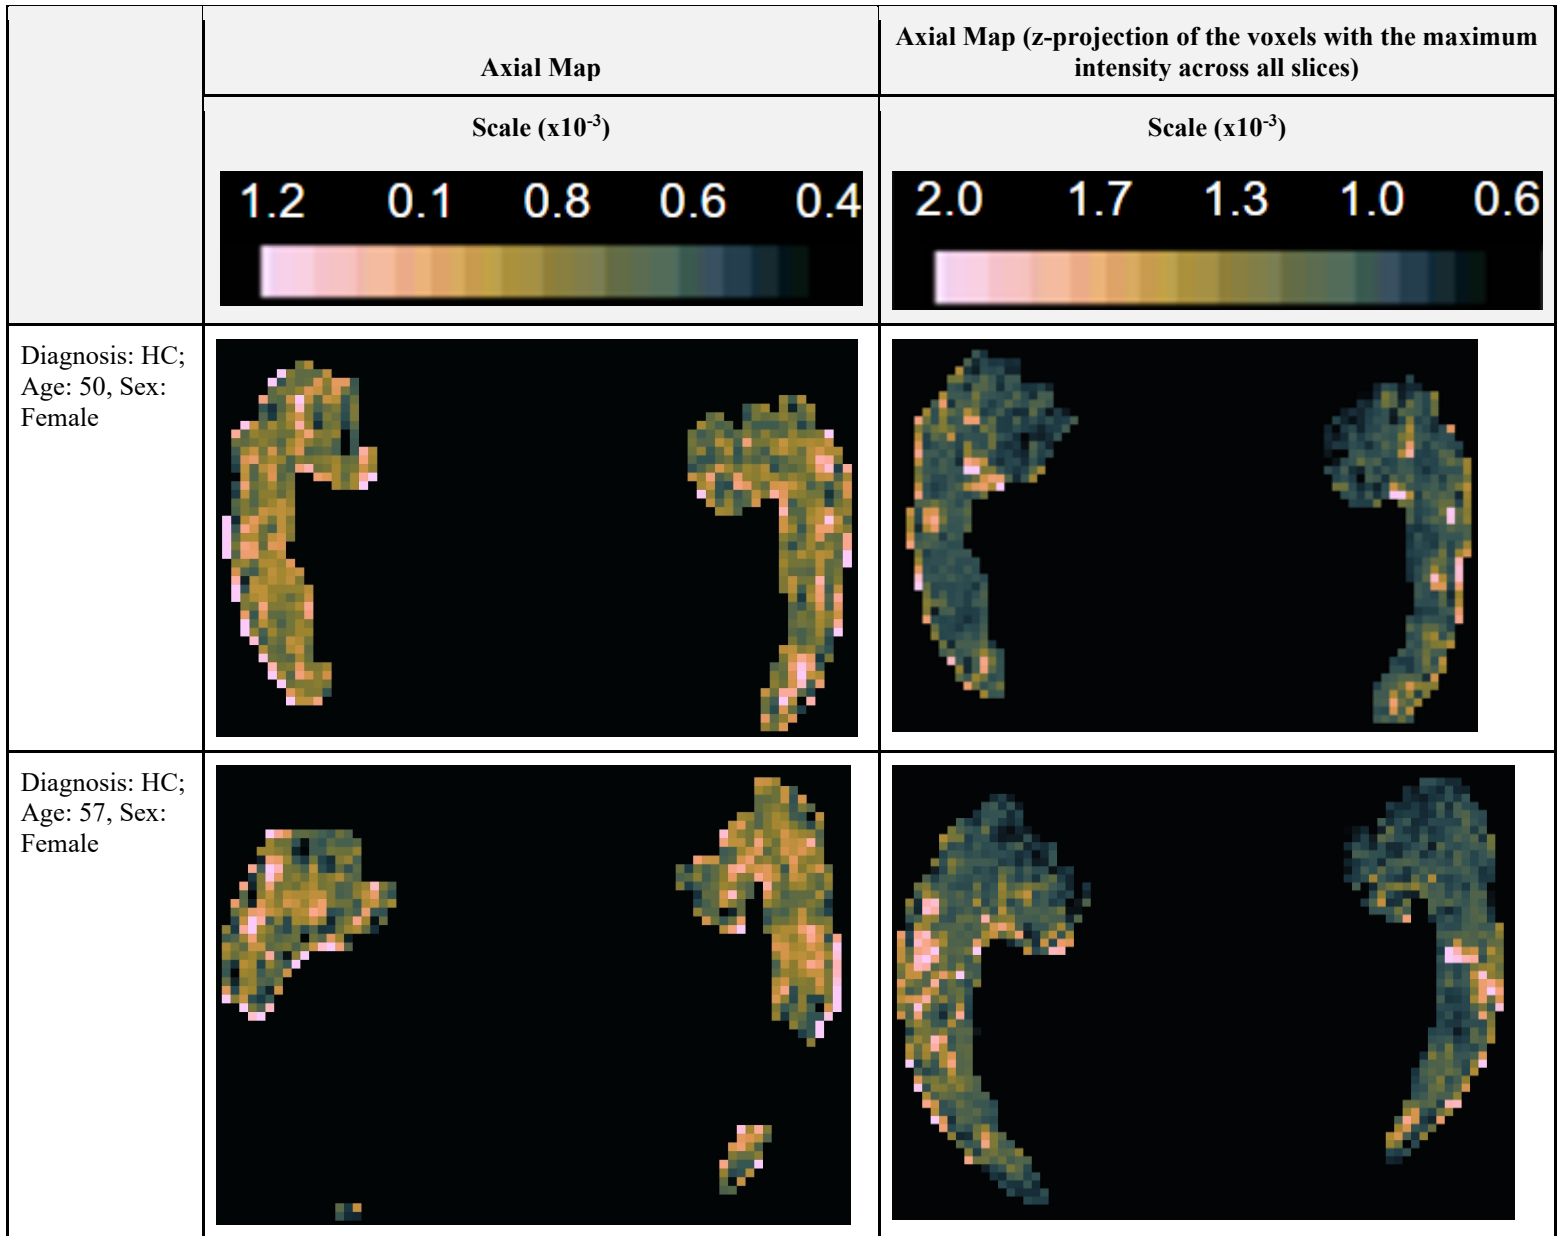 Axial Map
Axial Map (z-projection of the voxels with the maximum
intensity across all slices)
Scale (x10-3)
Scale (x10-3)
1.2 0.1 0.8 0.6 0.4
2.0 1.7 1.3 1.0 0.6
Diagnosis: HC;
Age: 50, Sex:
Female
Diagnosis: HC;
Age: 57, Sex:
Female